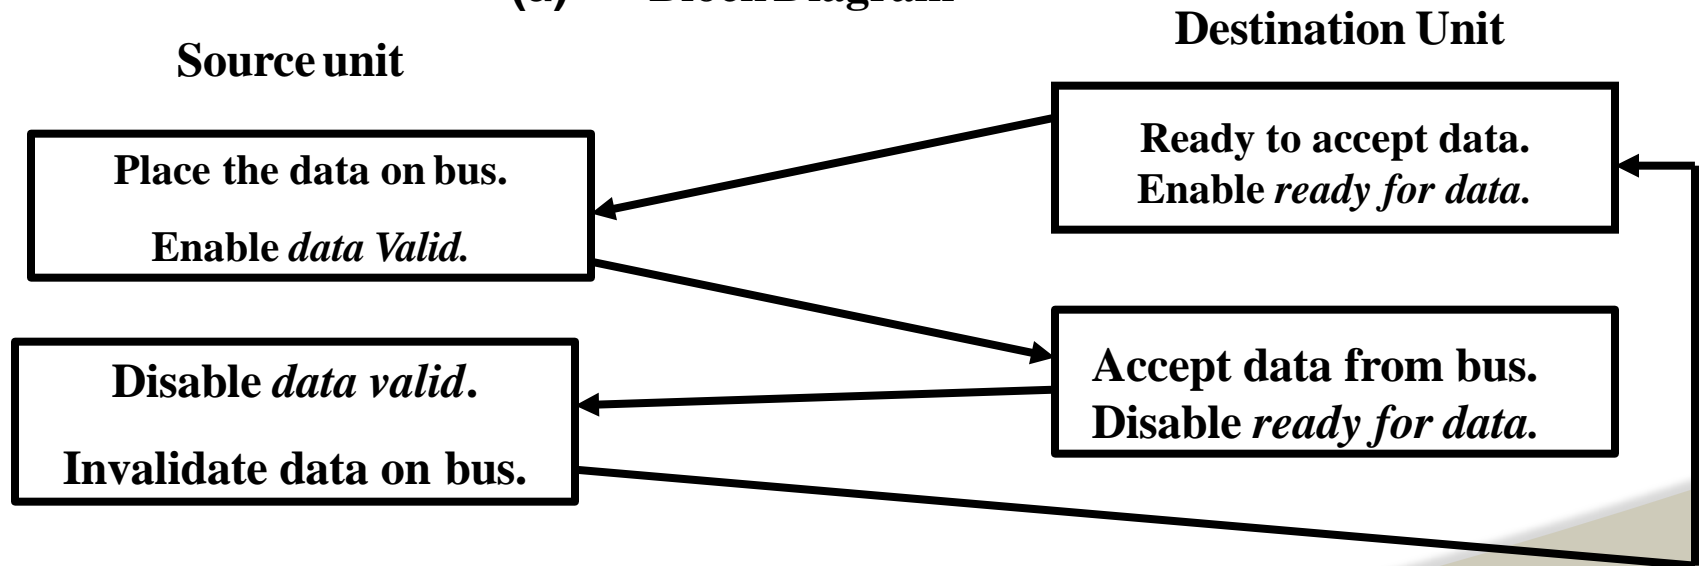 Source unit
Destination Unit
Place the data on bus.
Enable data Valid.
Ready to accept data.
Enable ready for data.
Disable data valid.
Invalidate data on bus.
Accept data from bus.
Disable ready for data.